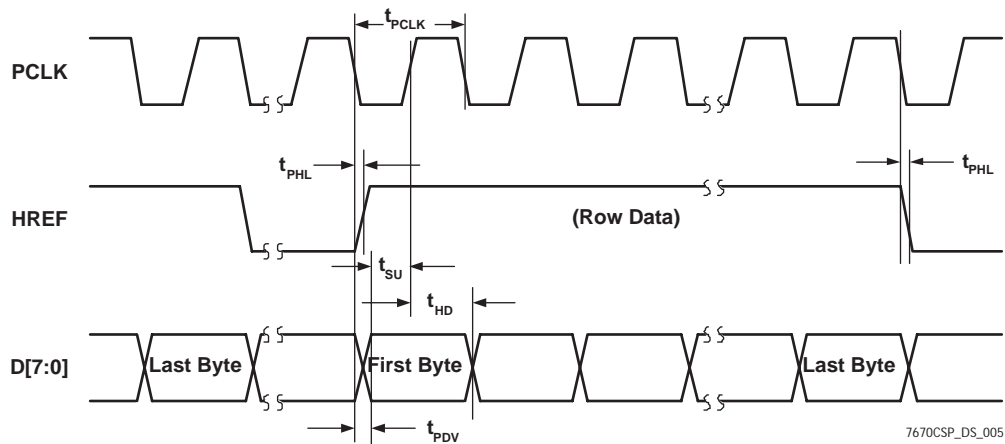 tPCLK
PCLK
tPHL
tPHL
HREF
(Row Data)
tSU
tHD
D[7:0]
Last Byte
First Byte
Last Byte
tPDV
7670CSP_DS_005